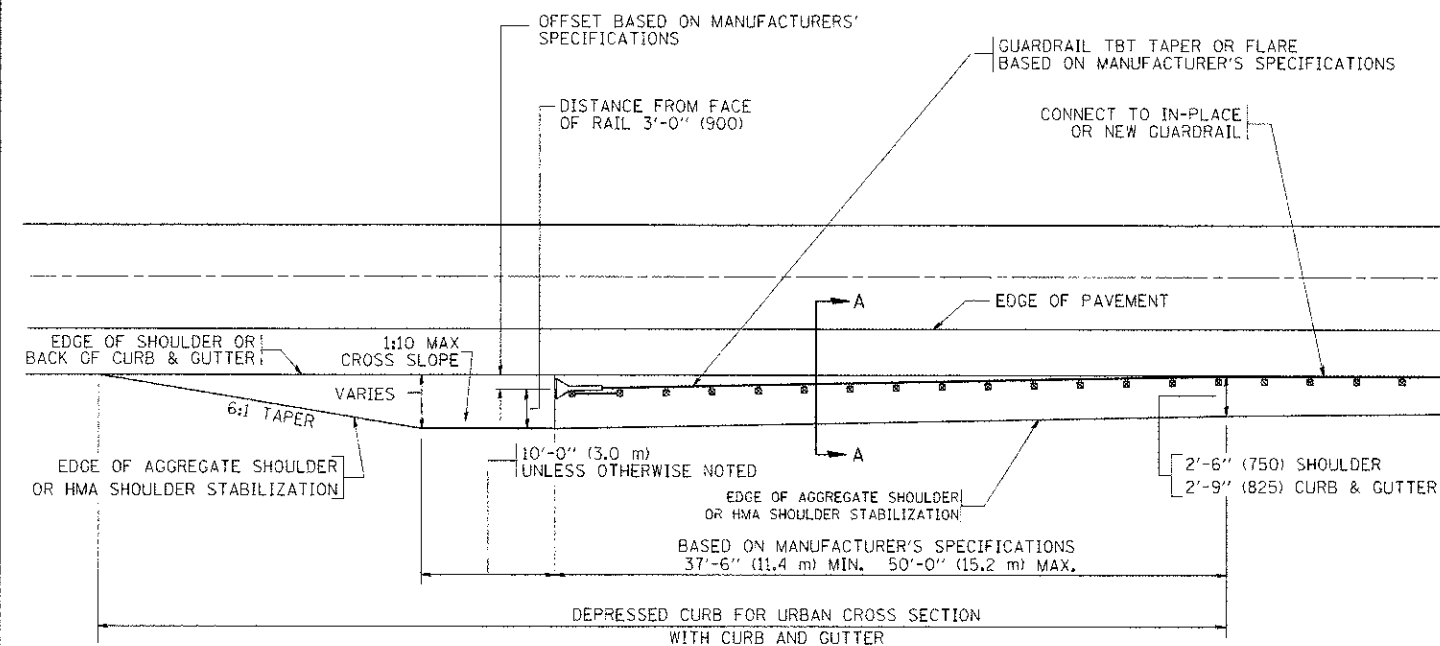 OFFSET BASED ON MANUFACTURERS'
SPECIFICATIONS
GUARDRAIL TBT TAPER OR FLARE
BASED ON MANUFACTURER'S SPECIFICATIONS
DISTANCE FROM FACE
OF RAIL 3'-0" (900)
CONNECT TO IN-PLACE
OR NEW GUARDRAIL
A
EDGE OF PAVEMENT
EDGE OF SHOULDER OR
BACK OF CURB & GUTTER
1:10 MAX
CROSS SLOPE
VARIES
6:1 TAPER
EDGE OF AGGREGATE SHOULDER
OR HMA SHOULDER STABILIZATION
10'-0" (3.0 m)
UNLESS OTHERWISE NOTED
A
2'-6" (750) SHOULDER
2'-9" (825) CURB & GUTTER
EDGE OF AGGREGATE SHOULDER
OR HMA SHOULDER STABILIZATION
BASED ON MANUFACTURER'S SPECIFICATIONS
37'-6" (11.4 m) MIN. 50'-0" (15.2 m) MAX.
DEPRESSED CURB FOR URBAN CROSS SECTION
WITH CURB AND GUTTER